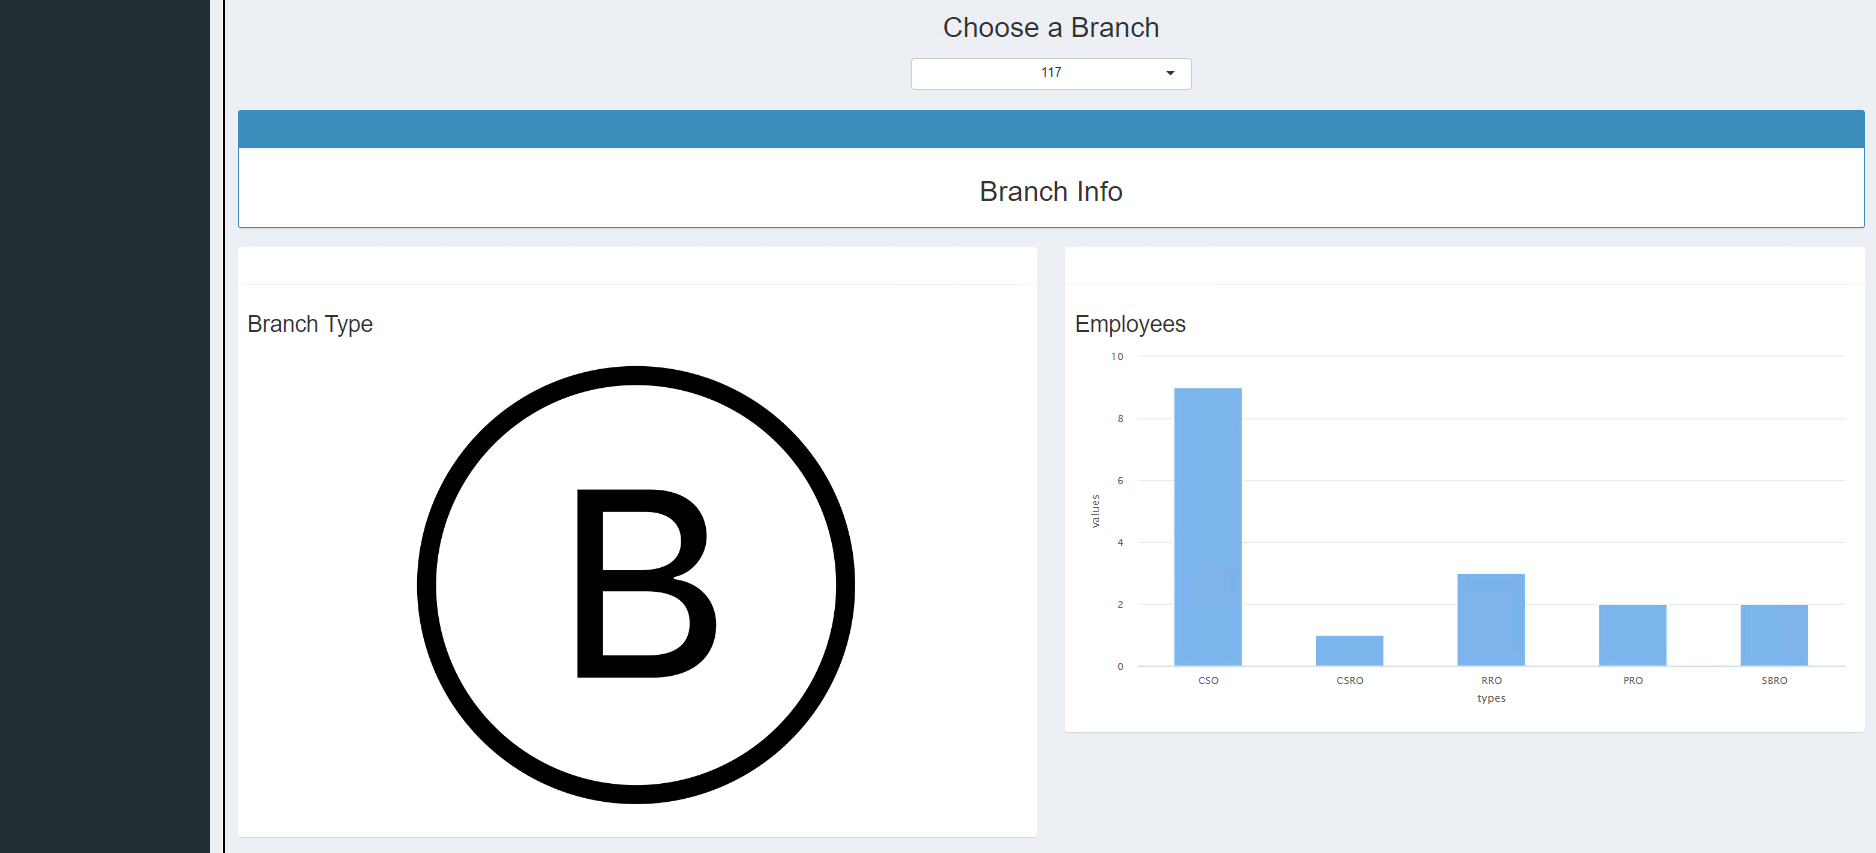 Choose a Branch
117
Branch Info
Branch Type
B
Employees
10
8
6
4
2
0
values
CSO CSRO RRO PRO SBRO
types